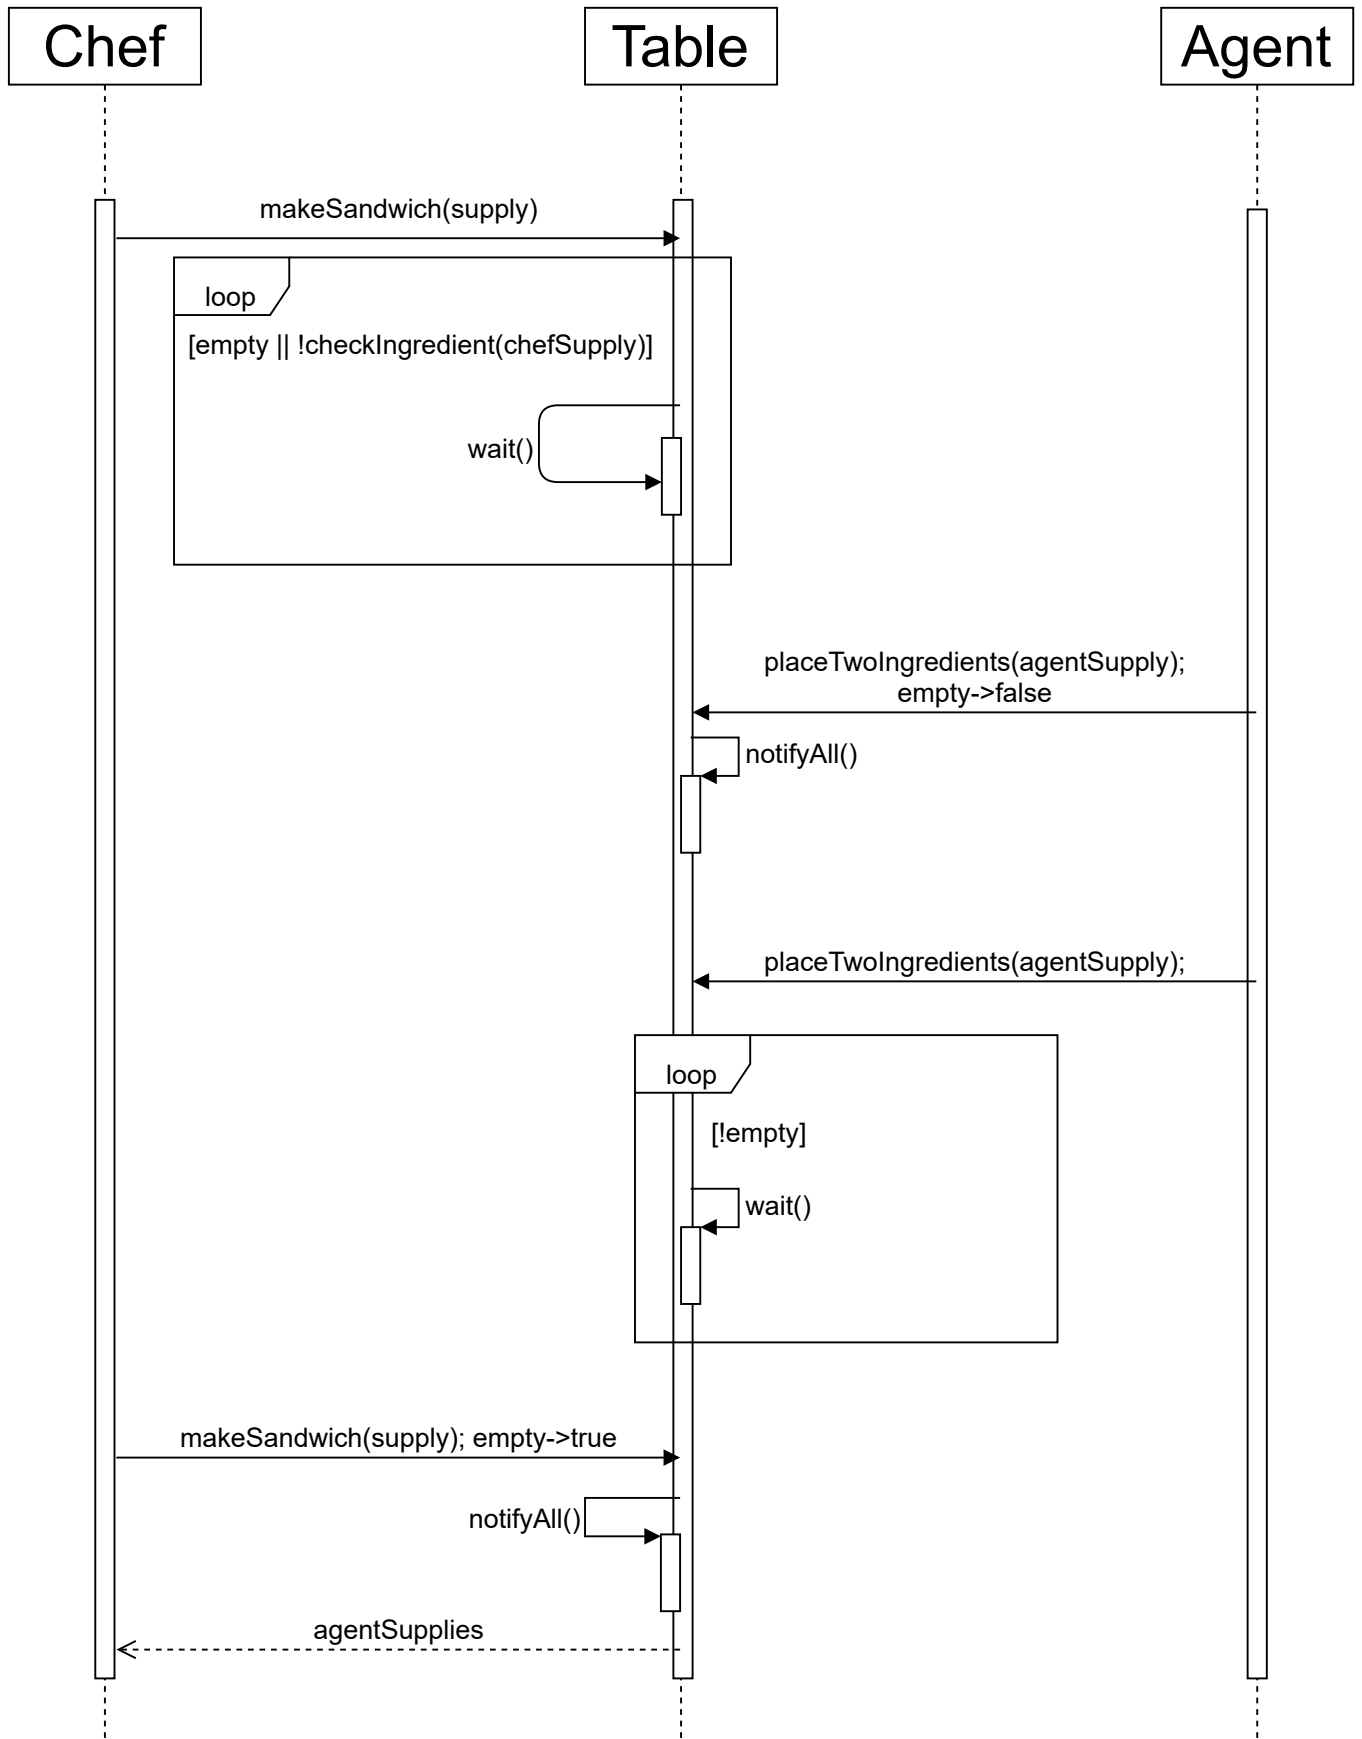 Chef
Table
Agent
makeSandwich(supply)
loop
[empty || !checkIngredient(chefSupply)]
wait()
placeTwoIngredients(agentSupply);
empty->false
notifyAll()
placeTwoIngredients(agentSupply);
loop
[!empty]
wait()
makeSandwich(supply); empty->true
notifyAll()
agentSupplies